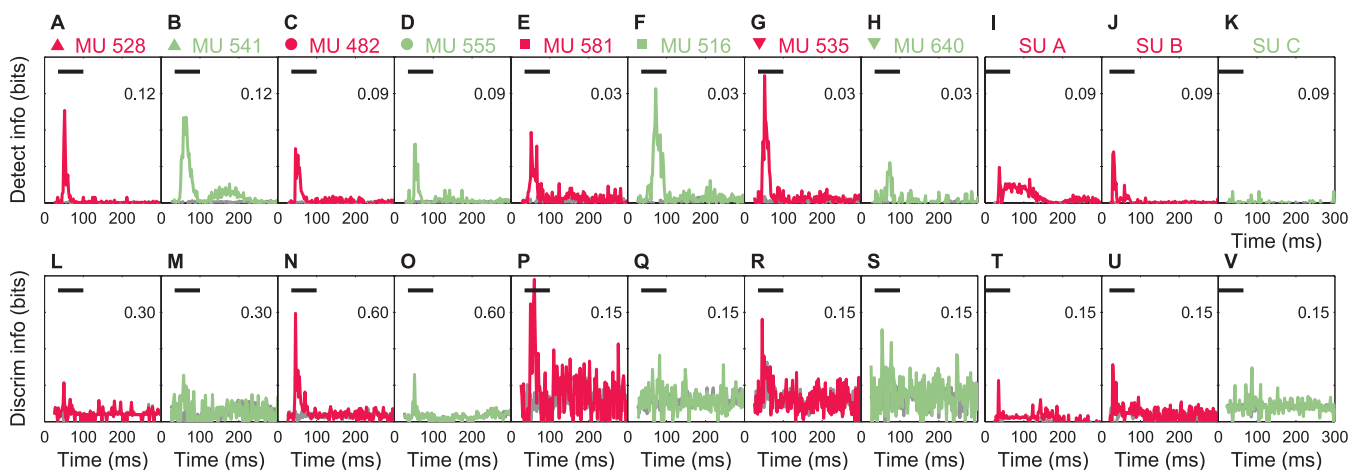 A B C D E F G H I J K
MU 528 MU 541 MU 482 MU 555 MU 581 MU 516 MU 535 MU 640 SU A SU B SU C
Detect info (bits)
0.12 0.12 0.09 0.09 0.03 0.03 0.03 0.03 0.09 0.09 0.09
0 100 200 0 100 200 0 100 200 0 100 200 0 100 200 0 100 200 0 100 200 0 100 200 0 100 200 0 100 200 0 100 200 300
Time (ms)
L M N O P Q R S T U V
Discrim info (bits)
0.30 0.30 0.60 0.60 0.15 0.15 0.15 0.15 0.15 0.15 0.15
0 100 200 0 100 200 0 100 200 0 100 200 0 100 200 0 100 200 0 100 200 0 100 200 0 100 200 0 100 200 0 100 200 300
Time (ms) Time (ms) Time (ms) Time (ms) Time (ms) Time (ms) Time (ms) Time (ms) Time (ms) Time (ms) Time (ms)